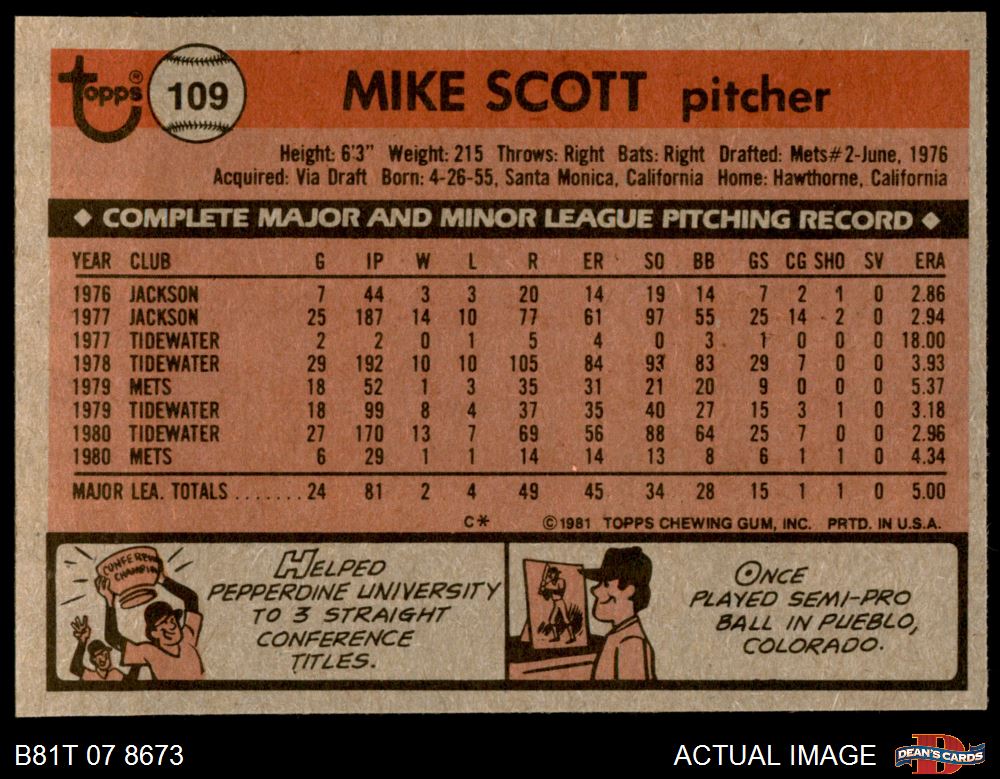 topps® 109 MIKE SCOTT pitcher
Height: 6'3" Weight: 215 Throws: Right Bats: Right Drafted: Mets#2-June, 1976
Acquired: Via Draft Born: 4-26-55, Santa Monica, California Home: Hawthorne, California
◆ COMPLETE MAJOR AND MINOR LEAGUE PITCHING RECORD ◆
YEAR CLUB G IP W L R ER SO BB GS CG SHO SV ERA
1976 JACKSON 7 44 3 3 20 14 19 14 7 2 1 0 2.86
1977 JACKSON 25 187 14 10 77 61 97 55 25 14 2 0 2.94
1977 TIDEWATER 2 2 0 1 5 4 0 3 1 0 0 0 18.00
1978 TIDEWATER 29 192 10 10 105 84 93 83 29 7 0 0 3.93
1979 METS 18 52 1 3 35 31 21 20 9 0 0 0 5.37
1979 TIDEWATER 18 99 8 4 37 35 40 27 15 3 1 0 3.18
1980 TIDEWATER 27 170 13 7 69 56 88 64 25 7 0 0 2.96
1980 METS 6 29 1 1 14 14 13 8 6 1 1 0 4.34
MAJOR LEA. TOTALS.......24 81 2 4 49 45 34 28 15 1 1 0 5.00
C* ©1981 TOPPS CHEWING GUM, INC. PRTD. IN U.S.A.
CONFERENCE
CHAMPION
HELPED
PEPPERDINE UNIVERSITY
TO 3 STRAIGHT
CONFERENCE
TITLES.
ONCE
PLAYED SEMI-PRO
BALL IN PUEBLO,
COLORADO.
B81T 07 8673 ACTUAL IMAGE DEAN'S CARDS